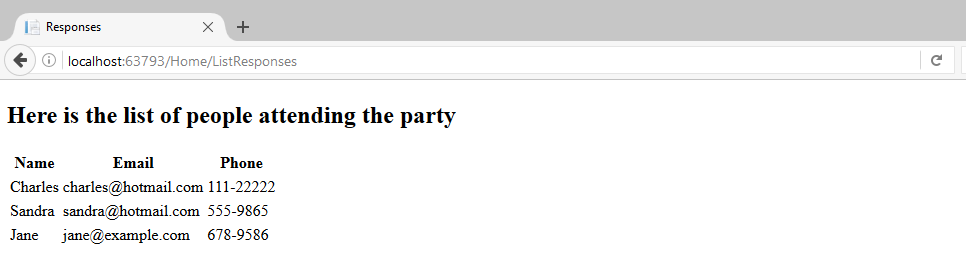 Responses
localhost:63793/Home/ListResponses
Here is the list of people attending the party
Name Email Phone
Charles charles@hotmail.com 111-22222
Sandra sandra@hotmail.com 555-9865
Jane jane@example.com 678-9586